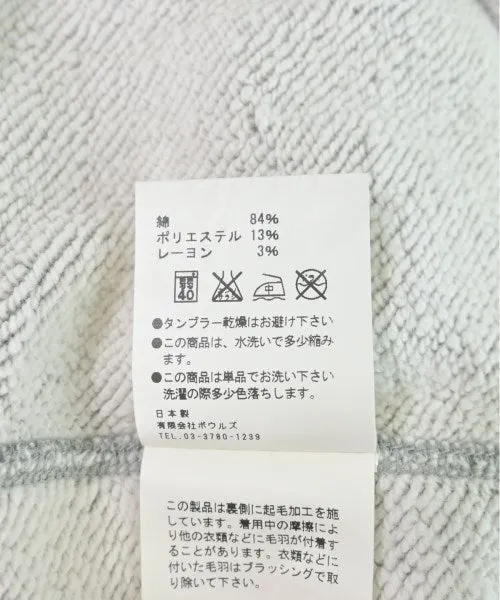 綿 84%
ポリエステル 13%
レーヨン 3%
40
中
●タンブラー乾燥はお避け下さい
●この商品は、水洗いで多少縮み
ます。
●この商品は単品でお洗い下さい
洗濯の際多少色落ちします。
日本製
有限会社ボウルズ
TEL.03-3780-1239
この製品は裏側に起毛加工を施
しています。着用中の摩擦によ
り他の衣類などに毛羽が付着す
ることがあります。衣類などに
付いた毛羽はブラッシングで取
り除いて下さい。